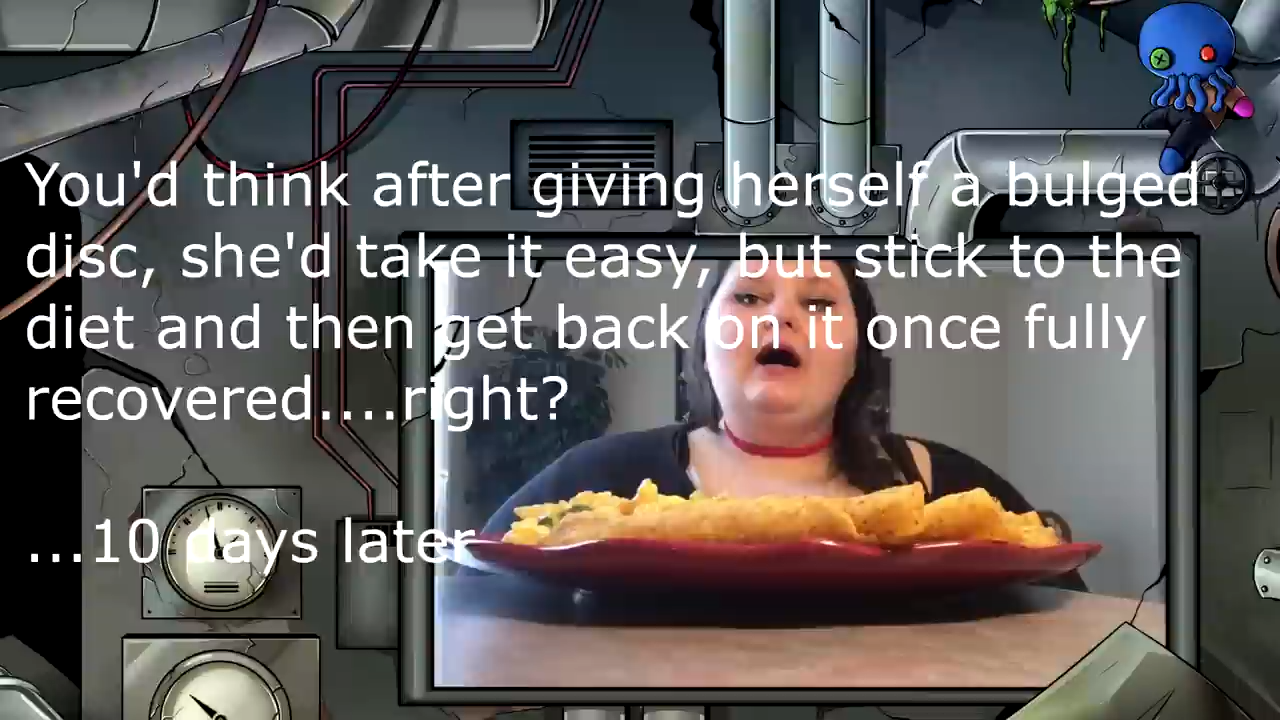 You'd think after giving herself a bulged
disc, she'd take it easy, but stick to the
diet and then get back on it once fully
recovered....right?
...10 days later